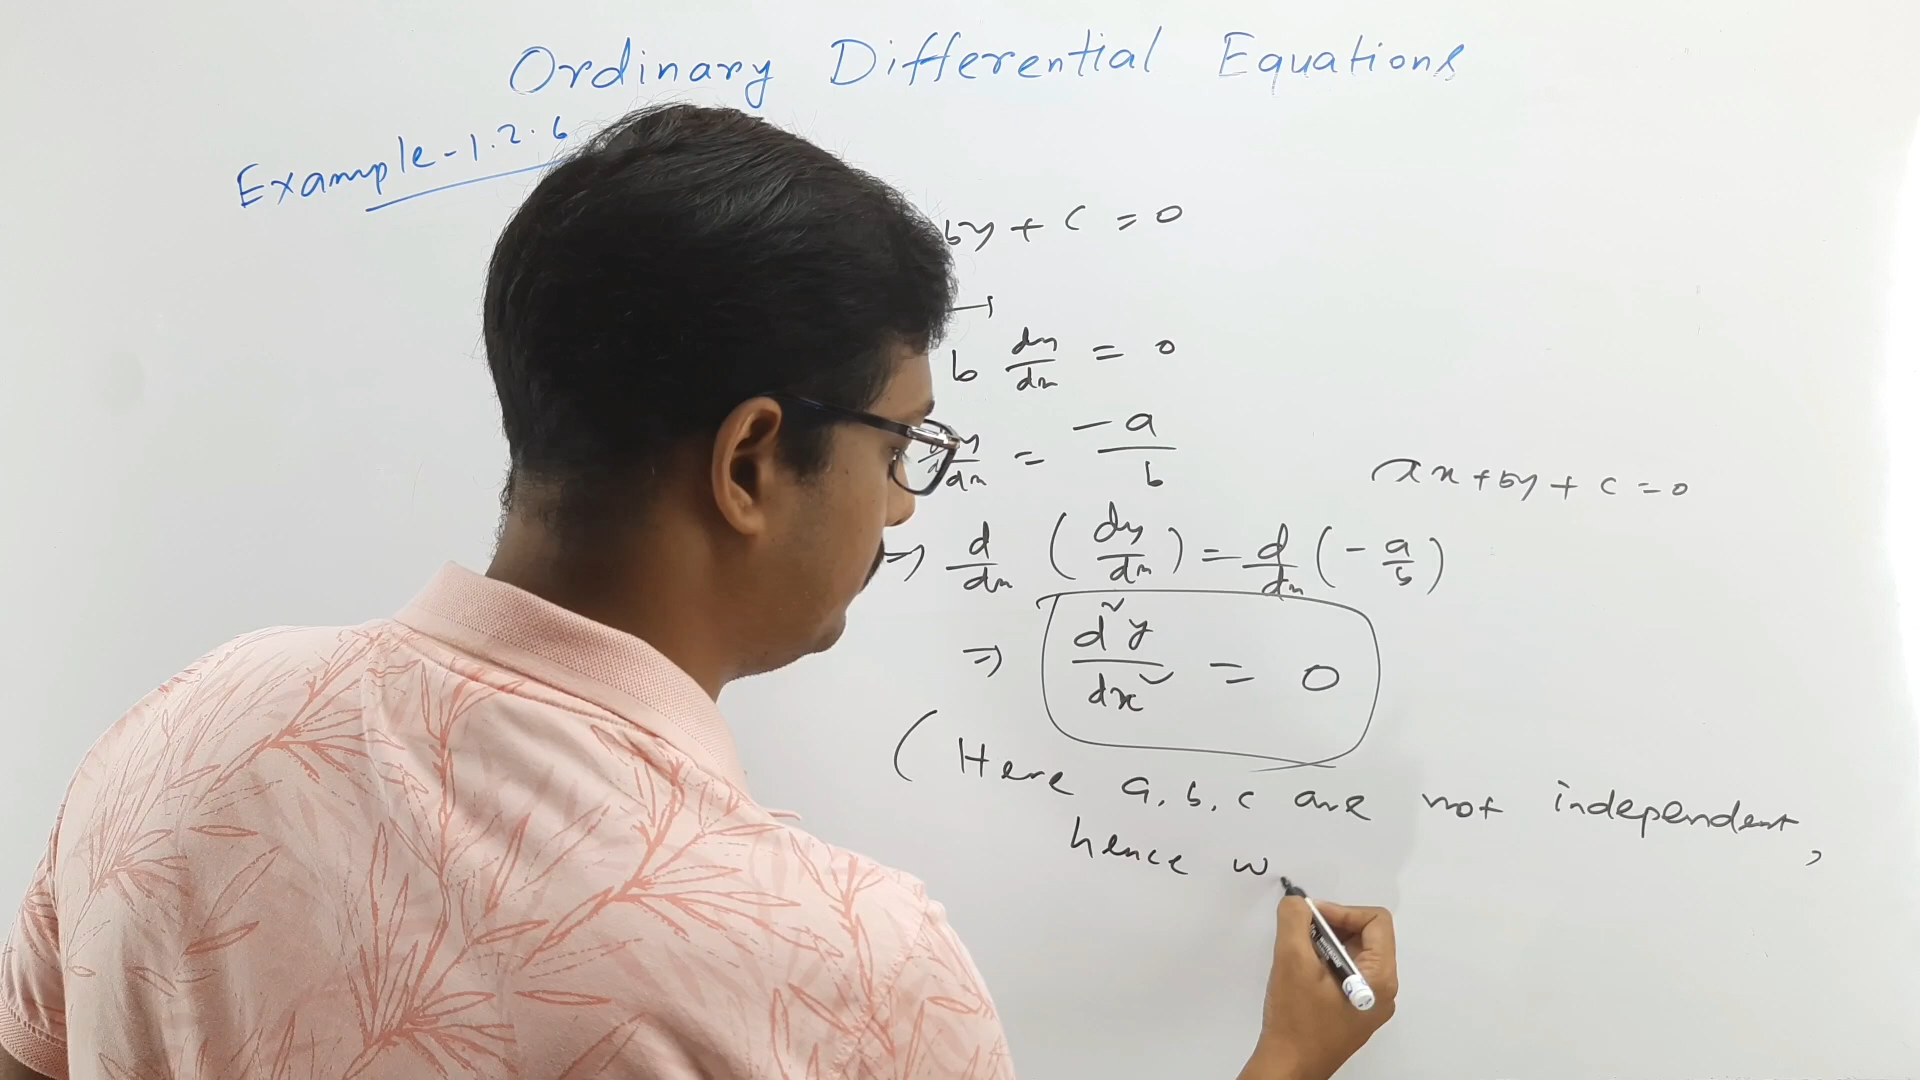 Ordinary Differential Equations
Example-1.2.6
by + c = 0
b dy/dx = 0
dy/dx = -a/b
ax + by + c = 0
⇒ d/dx (dy/dx) = d/dx (-a/b)
⇒ d²y/dx² = 0
(Here a, b, c are not independent,
hence w